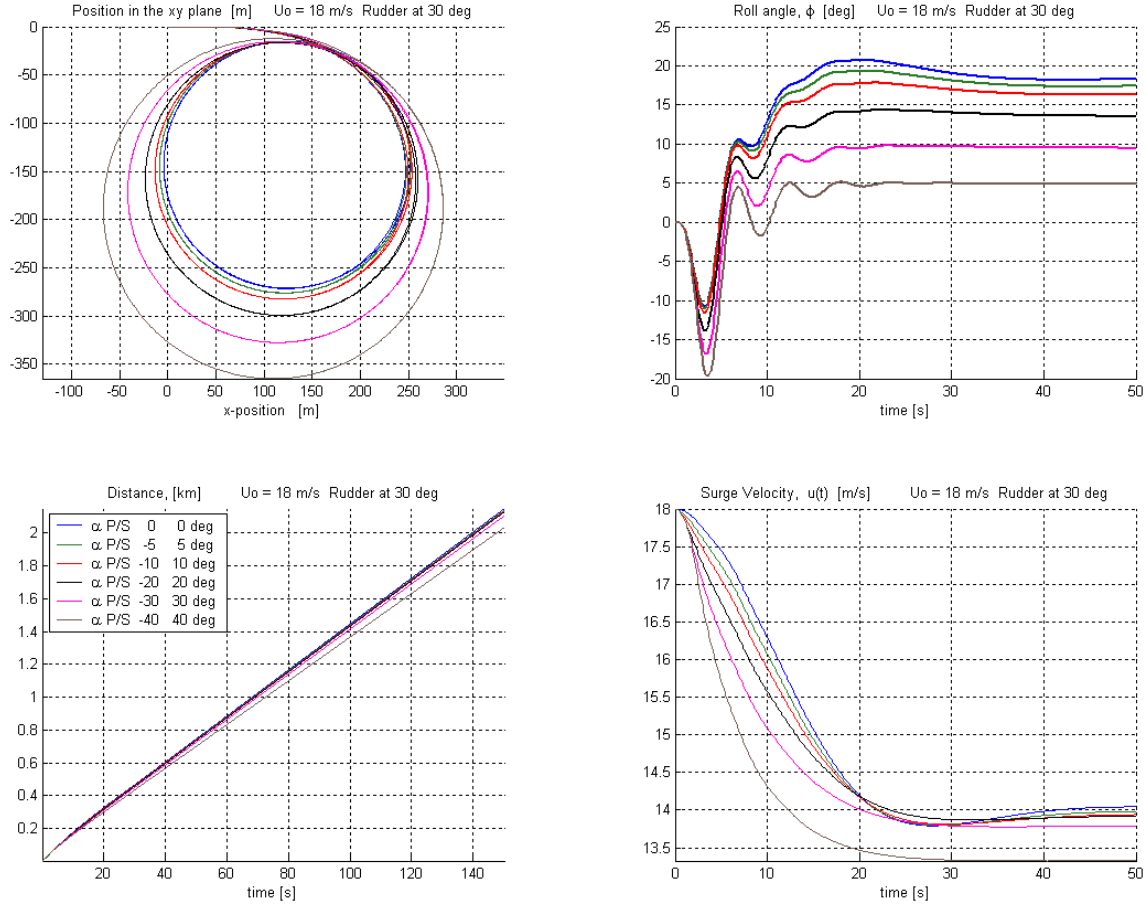 Position in the xy plane [m] Uo = 18 m/s Rudder at 30 deg
0
-50
-100
-150
-200
-250
-300
-350
-100 -50 0 50 100 150 200 250 300
x-position [m]
Roll angle, ϕ [deg] Uo = 18 m/s Rudder at 30 deg
25
20
15
10
5
0
-5
-10
-15
-20
0 10 20 30 40 50
time [s]
Distance, [km] Uo = 18 m/s Rudder at 30 deg
α P/S 0 0 deg
α P/S -5 5 deg
α P/S -10 10 deg
α P/S -20 20 deg
α P/S -30 30 deg
α P/S -40 40 deg
2
1.8
1.6
1.4
1.2
1
0.8
0.6
0.4
0.2
20 40 60 80 100 120 140
time [s]
Surge Velocity, u(t) [m/s] Uo = 18 m/s Rudder at 30 deg
18
17.5
17
16.5
16
15.5
15
14.5
14
13.5
0 10 20 30 40 50
time [s]